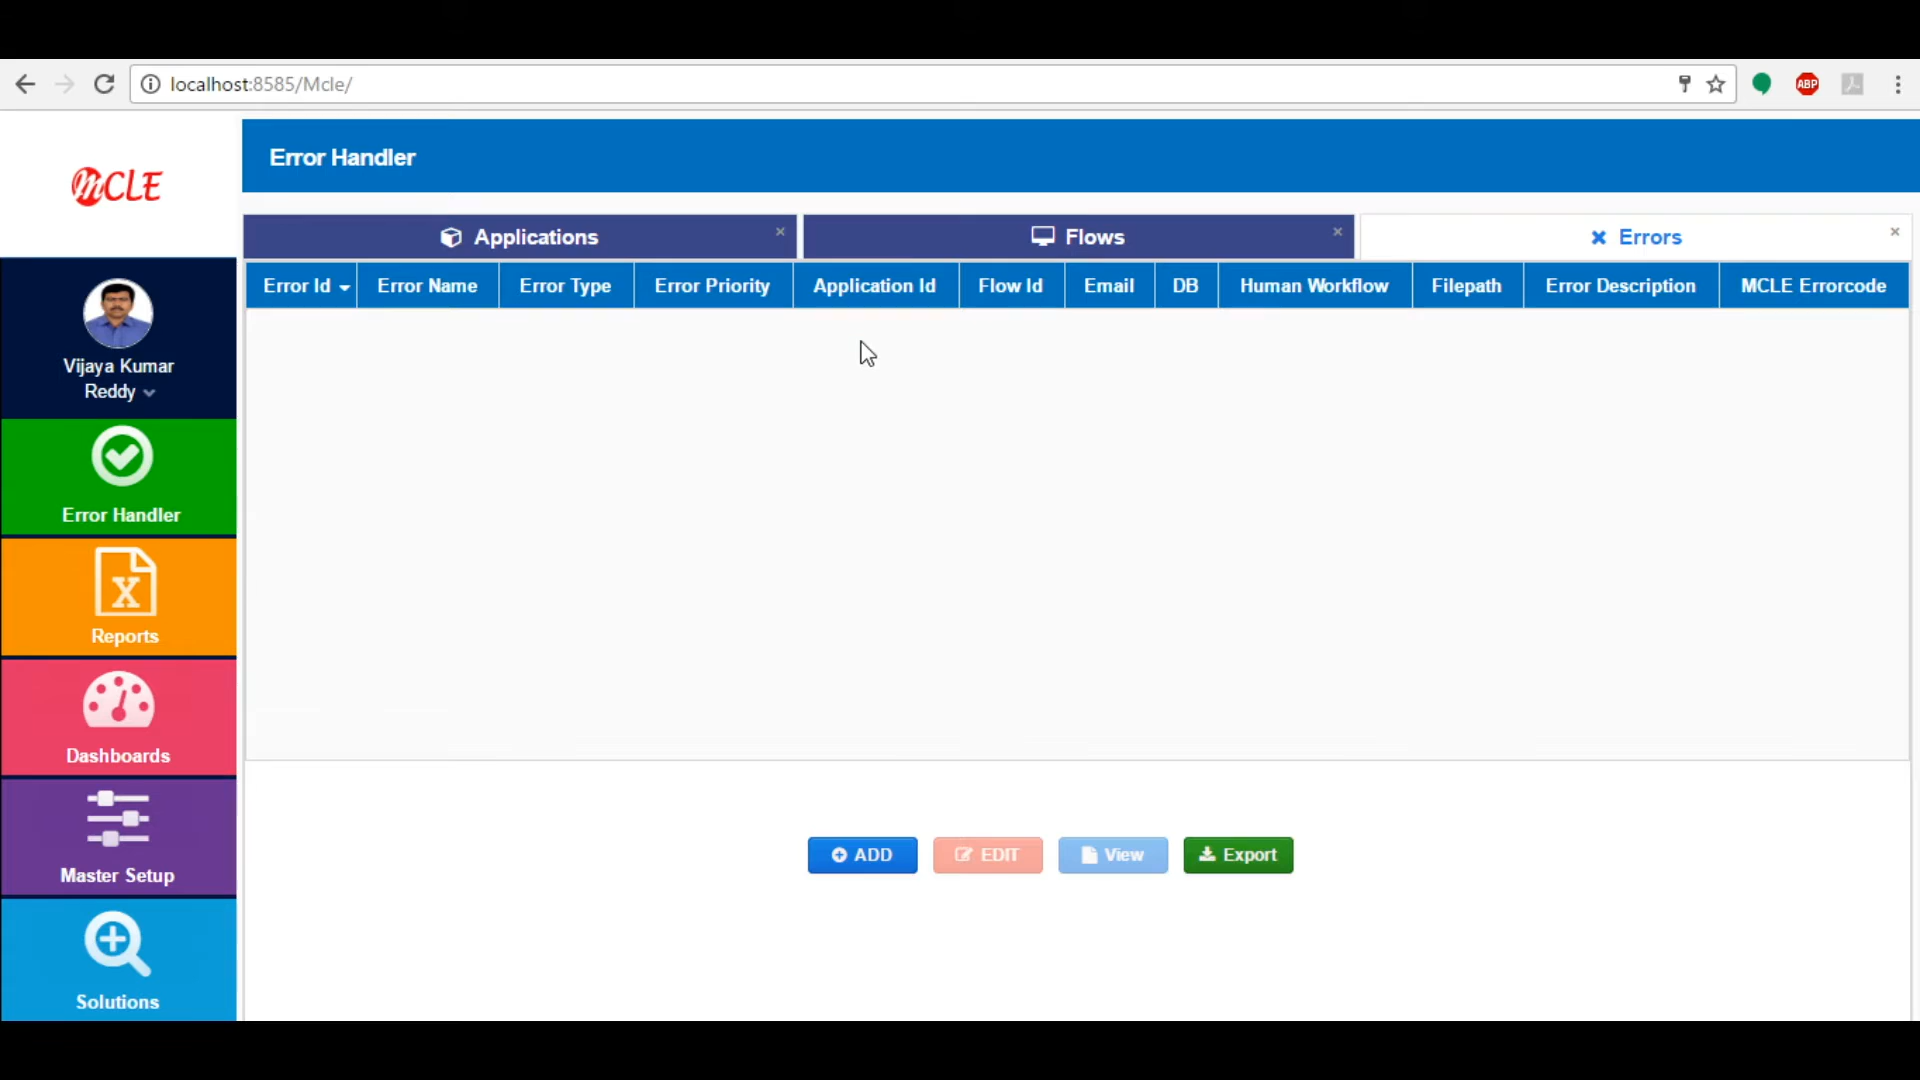 localhost:8585/Mcle/
ABP
MCLE
Error Handler
Applications
Flows
Errors
Error Id
Error Name
Error Type
Error Priority
Application Id
Flow Id
Email
DB
Human Workflow
Filepath
Error Description
MCLE Errorcode
Vijaya Kumar
Reddy
Error Handler
X
Reports
Dashboards
Master Setup
Solutions
ADD
EDIT
View
Export